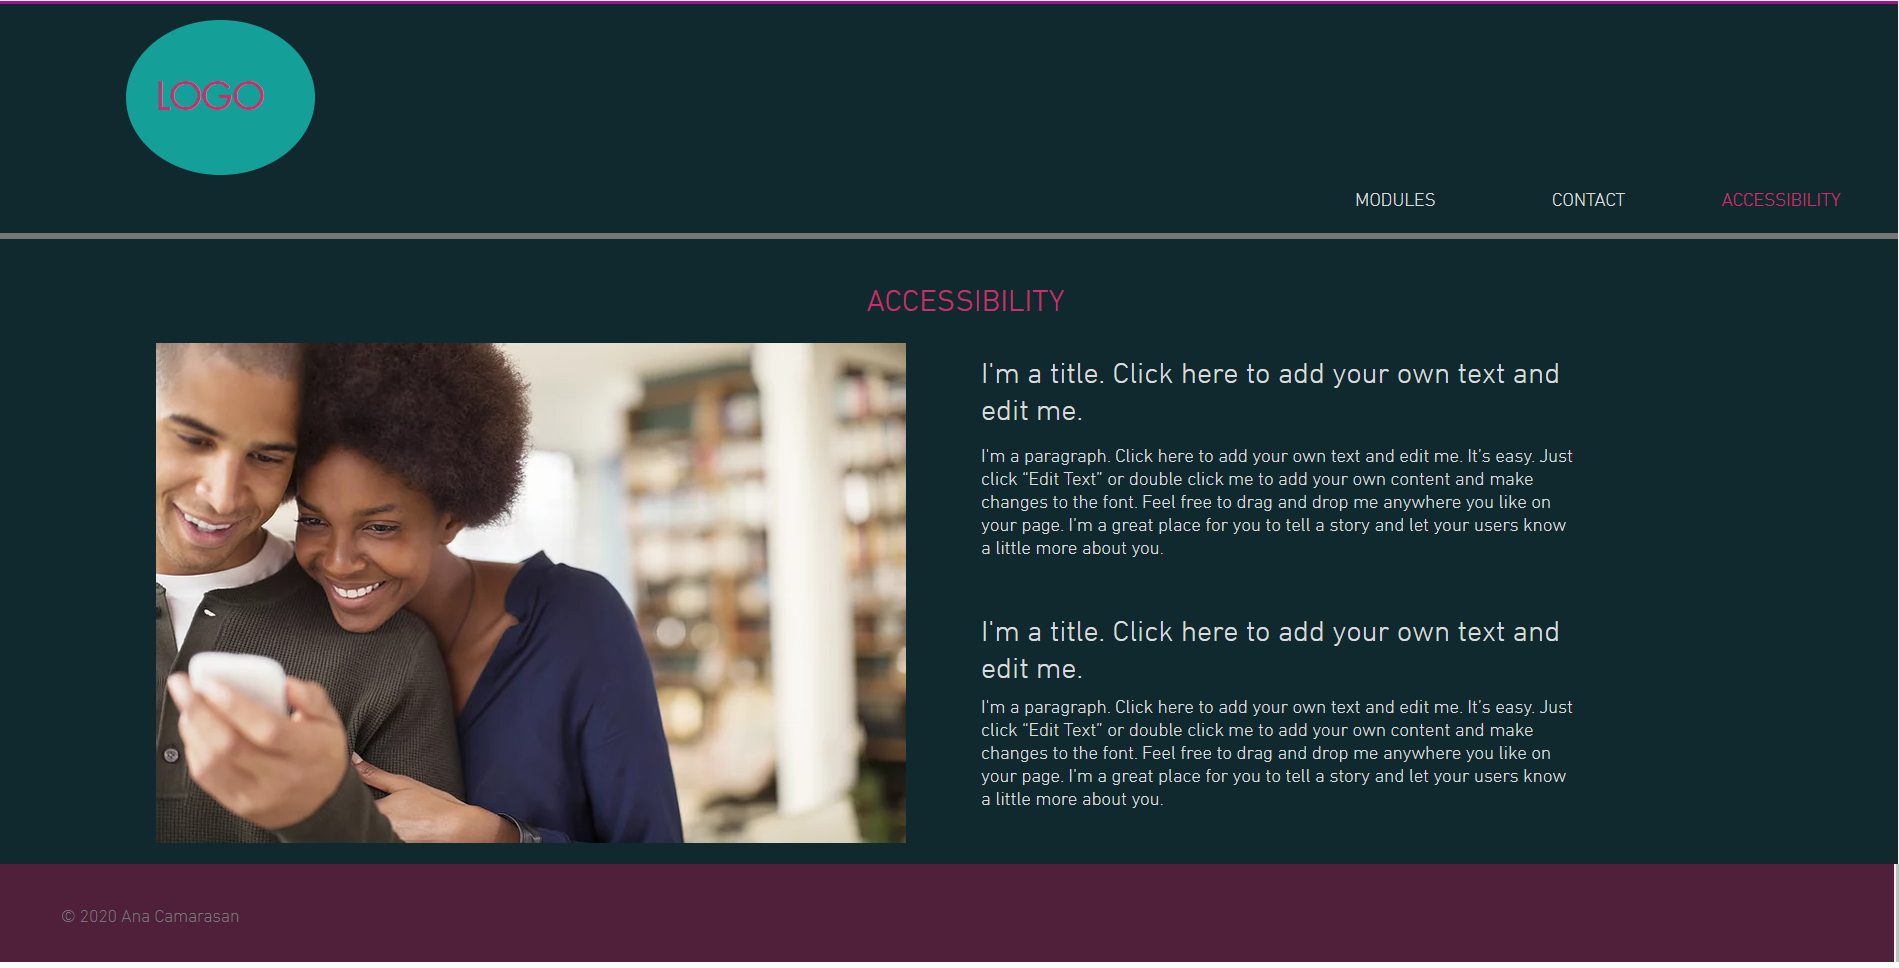 LOGO
MODULES CONTACT ACCESSIBILITY
ACCESSIBILITY
I'm a title. Click here to add your own text and
edit me.
I'm a paragraph. Click here to add your own text and edit me. It’s easy. Just
click “Edit Text” or double click me to add your own content and make
changes to the font. Feel free to drag and drop me anywhere you like on
your page. I’m a great place for you to tell a story and let your users know
a little more about you.
I'm a title. Click here to add your own text and
edit me.
I'm a paragraph. Click here to add your own text and edit me. It’s easy. Just
click “Edit Text” or double click me to add your own content and make
changes to the font. Feel free to drag and drop me anywhere you like on
your page. I’m a great place for you to tell a story and let your users know
a little more about you.
© 2020 Ana Camarasan